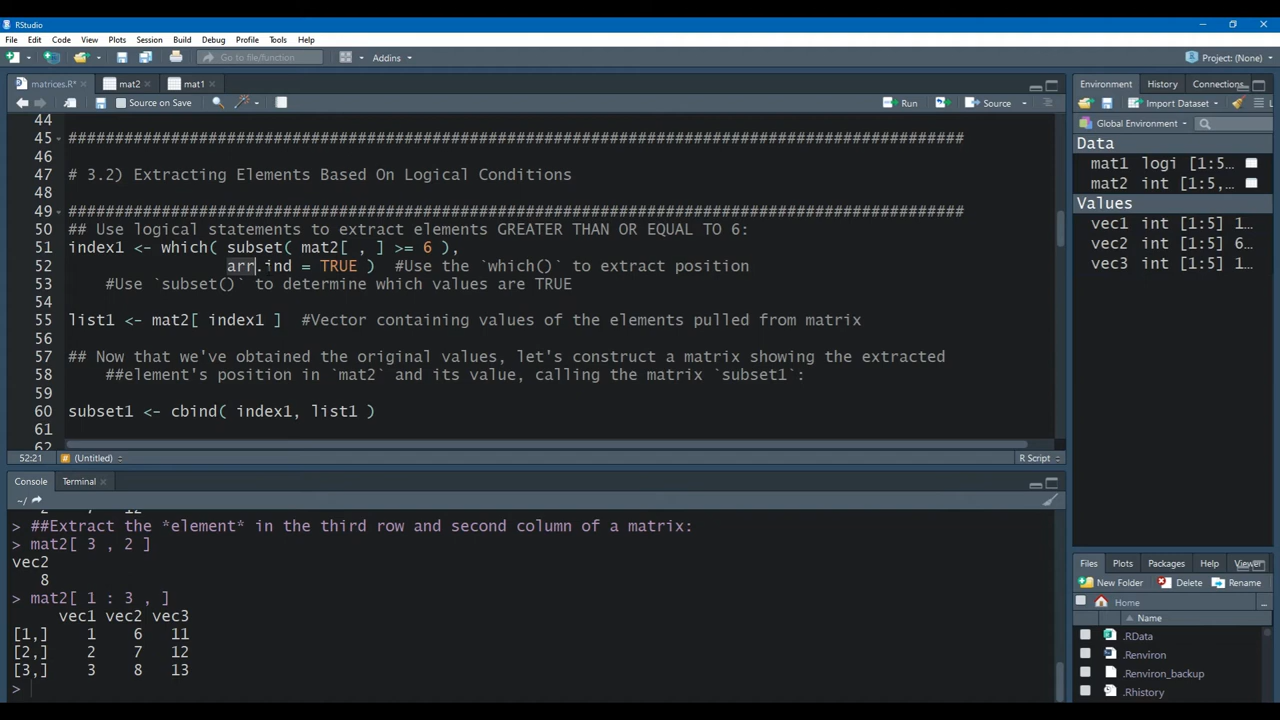 RStudio
File Edit Code View Plots Session Build Debug Profile Tools Help
Go to file/function Addins Project: (None)
matrices.R* mat2 mat1
Source on Save Run Source
44
45 #################################################################################################
46
47 # 3.2) Extracting Elements Based On Logical Conditions
48
49 #################################################################################################
50 ## Use logical statements to extract elements GREATER THAN OR EQUAL TO 6:
51 index1 <- which( subset( mat2[ , ] >= 6 ),
52 arr.ind = TRUE ) #Use the `which()` to extract position
53 #Use `subset()` to determine which values are TRUE
54
55 list1 <- mat2[ index1 ] #Vector containing values of the elements pulled from matrix
56
57 ## Now that we've obtained the original values, let's construct a matrix showing the extracted
58 ##element's position in `mat2` and its value, calling the matrix `subset1`:
59
60 subset1 <- cbind( index1, list1 )
61
62
52:21 # (Untitled) R Script
Console Terminal
~/
> ##Extract the *element* in the third row and second column of a matrix:
> mat2[ 3 , 2 ]
vec2
8
> mat2[ 1 : 3 , ]
vec1 vec2 vec3
[1,] 1 6 11
[2,] 2 7 12
[3,] 3 8 13
>
Environment History Connections
Import Dataset
Global Environment
Data
mat1 logi [1:5…
mat2 int [1:5,…
Values
vec1 int [1:5] 1…
vec2 int [1:5] 6…
vec3 int [1:5] 1…
Files Plots Packages Help Viewer
New Folder Delete Rename
Home
Name
.RData
.Renviron
.Renviron_backup
.Rhistory